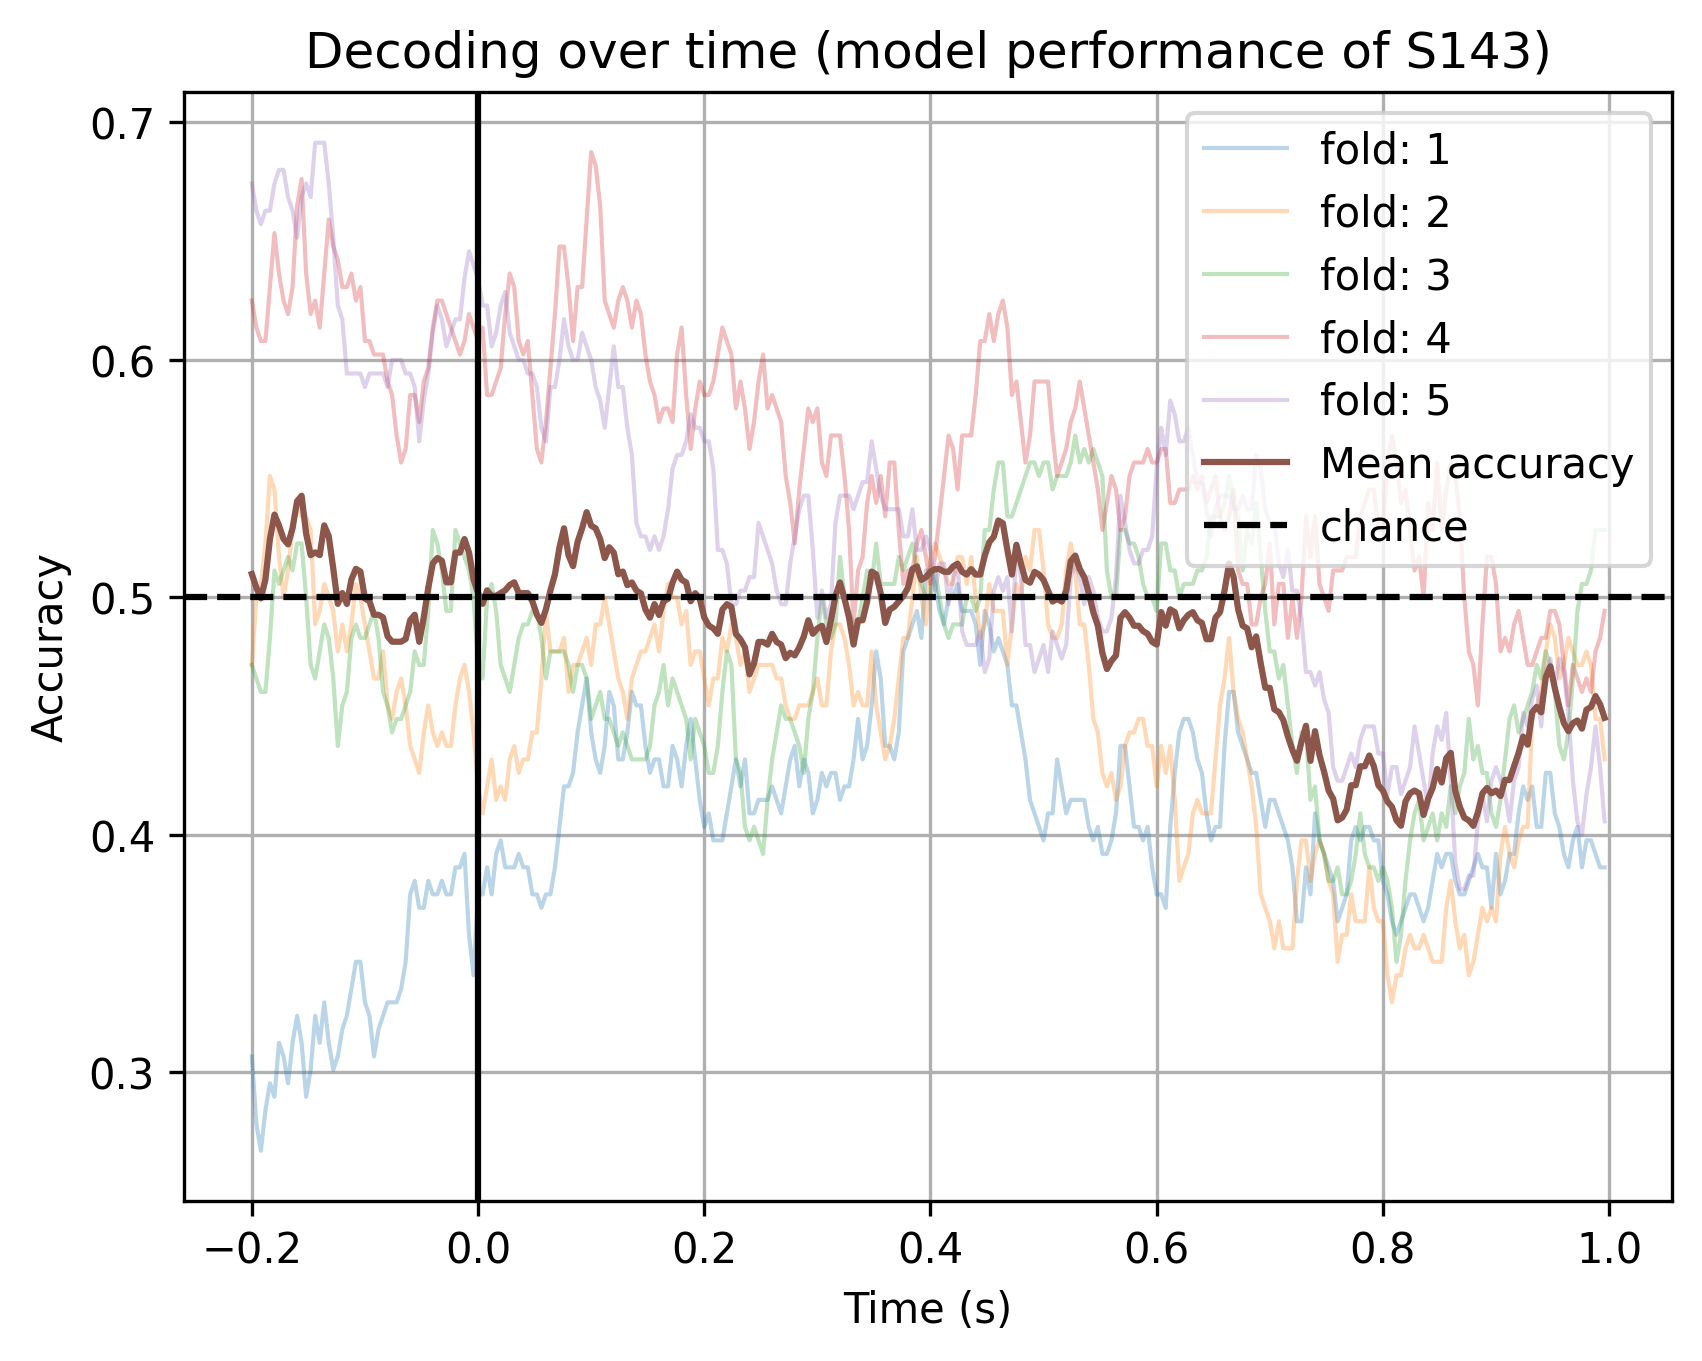 Decoding over time (model performance of S143)
0.7
0.6
0.5
0.4
0.3
Accuracy
fold: 1
fold: 2
fold: 3
fold: 4
fold: 5
Mean accuracy
chance
−0.2 0.0 0.2 0.4 0.6 0.8 1.0
Time (s)